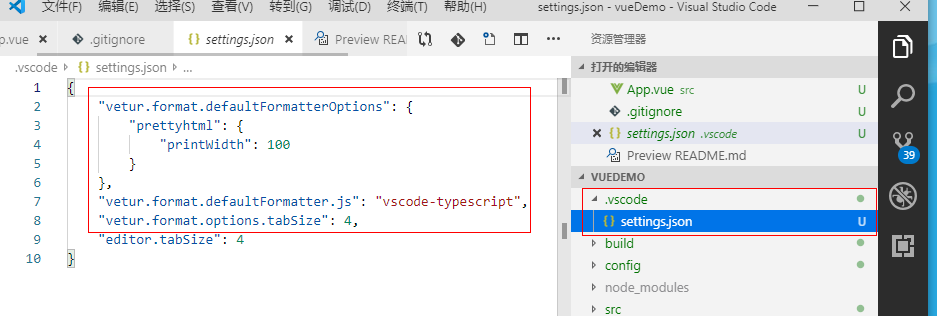 文件(F) 编辑(E) 选择(S) 查看(V) 转到(G) 调试(D) 终端(T) 帮助(H) settings.json - vueDemo - Visual Studio Code
pp.vue .gitignore settings.json Preview REA
.vscode > {} settings.json > ...
1 {
2 "vetur.format.defaultFormatterOptions": {
3 "prettyhtml": {
4 "printWidth": 100
5 }
6 },
7 "vetur.format.defaultFormatter.js": "vscode-typescript",
8 "vetur.format.options.tabSize": 4,
9 "editor.tabSize": 4
10 }
资源管理器
打开的编辑器
App.vue src U
.gitignore U
{} settings.json .vscode U
Preview README.md
VUEDEMO
.vscode
{} settings.json U
build
config
node_modules
src
39